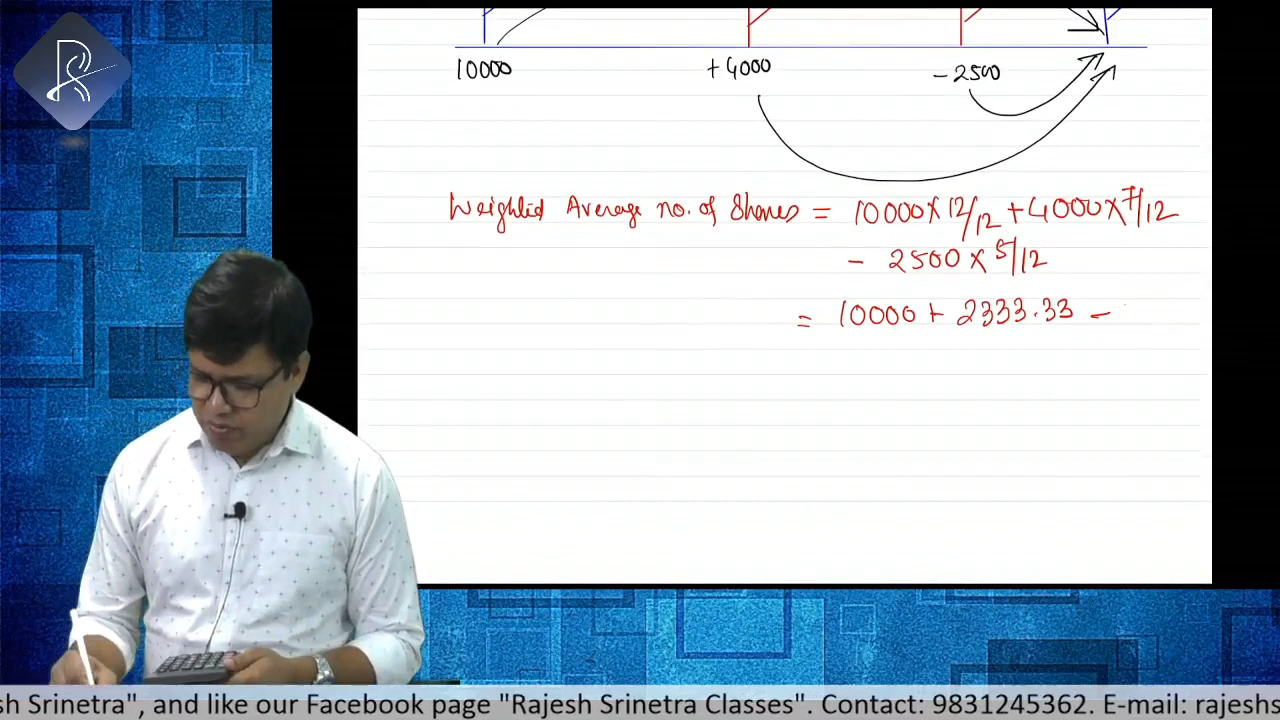 10000 +4000 -2500
Weighted Average no. of Shares = 10000 × 12/12 + 4000 × 7/12
- 2500 × 5/12
= 10000 + 2333.33 -
sh Srinetra", and like our Facebook page "Rajesh Srinetra Classes". Contact: 9831245362. E-mail: rajeshs